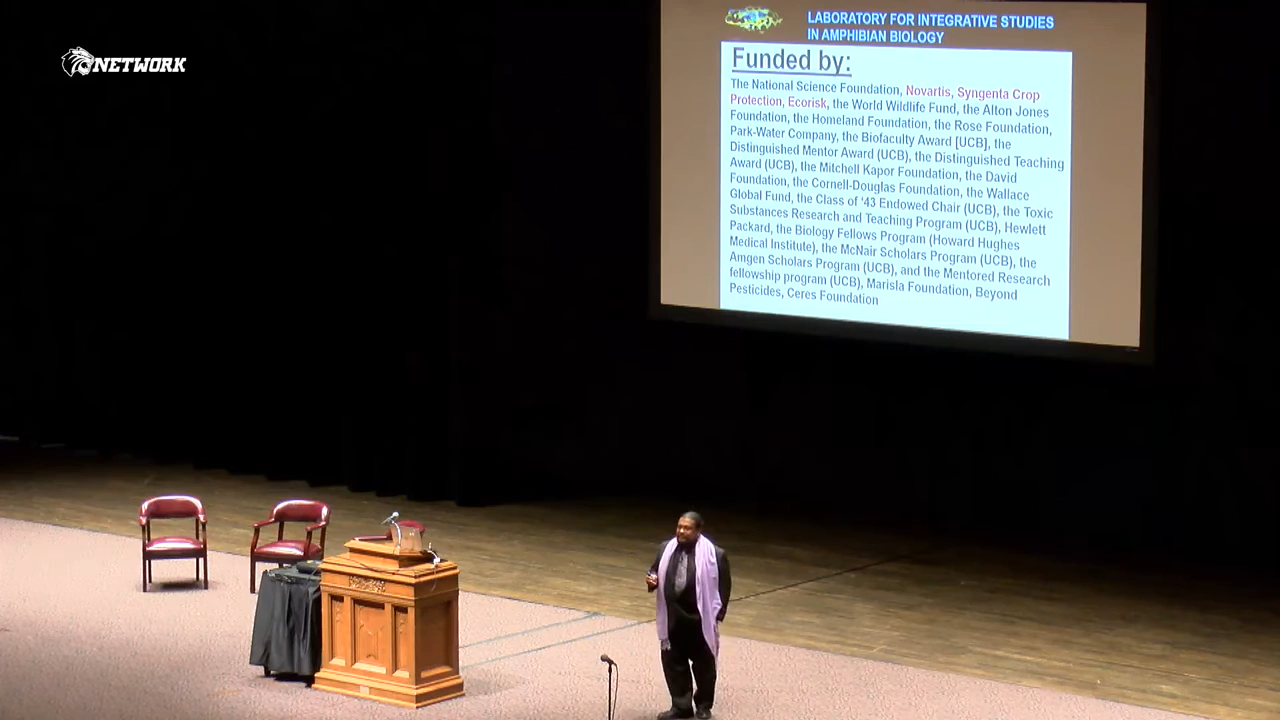 NETWORK
LABORATORY FOR INTEGRATIVE STUDIES
IN AMPHIBIAN BIOLOGY
Funded by:
The National Science Foundation, Novartis, Syngenta Crop
Protection, Ecorisk, the World Wildlife Fund, the Alton Jones
Foundation, the Homeland Foundation, the Rose Foundation,
Park-Water Company, the Biofaculty Award [UCB], the
Distinguished Mentor Award (UCB), the Distinguished Teaching
Award (UCB), the Mitchell Kapor Foundation, the David
Foundation, the Cornell-Douglas Foundation, the Wallace
Global Fund, the Class of '43 Endowed Chair (UCB), the Toxic
Substances Research and Teaching Program (UCB), Hewlett
Packard, the Biology Fellows Program (Howard Hughes
Medical Institute), the McNair Scholars Program (UCB), the
Amgen Scholars Program (UCB), and the Mentored Research
fellowship program (UCB), Marisla Foundation, Beyond
Pesticides, Ceres Foundation